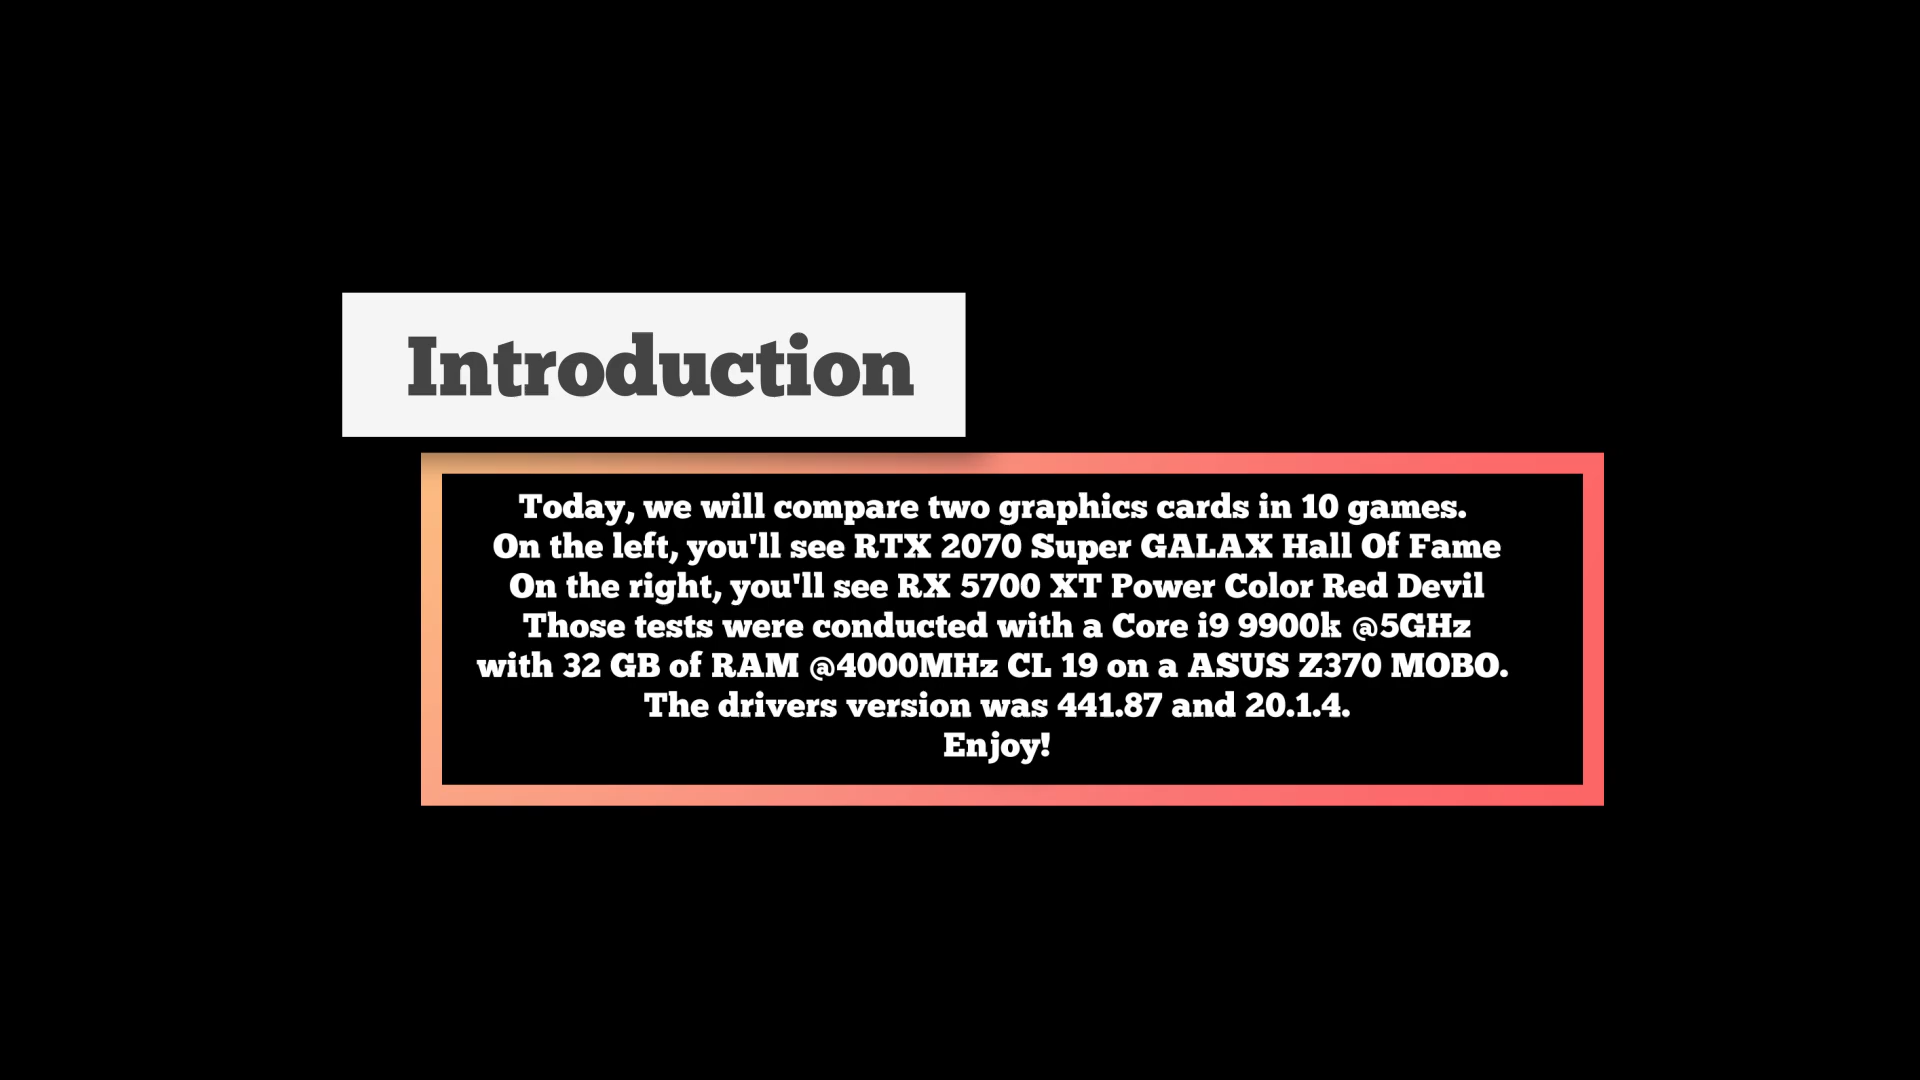 Introduction
Today, we will compare two graphics cards in 10 games.
On the left, you'll see RTX 2070 Super GALAX Hall Of Fame
On the right, you'll see RX 5700 XT Power Color Red Devil
Those tests were conducted with a Core i9 9900k @5GHz
with 32 GB of RAM @4000MHz CL 19 on a ASUS Z370 MOBO.
The drivers version was 441.87 and 20.1.4.
Enjoy!